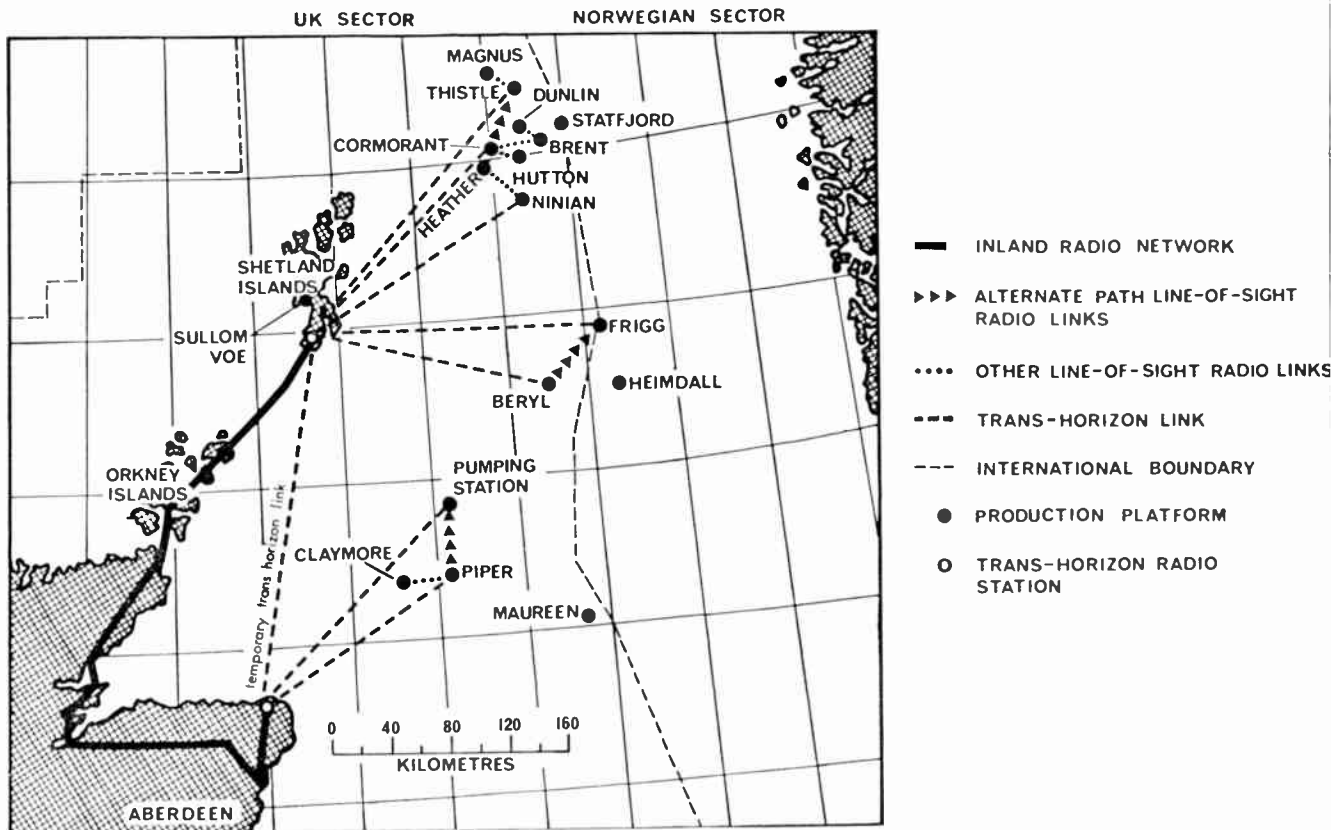 UK SECTOR
NORWEGIAN SECTOR
MAGNUS
THISTLE
DUNLIN
STATFJORD
CORMORANT
BRENT
HUTTON
HEATHER
NINIAN
SHETLAND
ISLANDS
SULLOM
VOE
FRIGG
HEIMDALL
BERYL
ORKNEY
ISLANDS
PUMPING
STATION
CLAYMORE
PIPER
MAUREEN
temporary trans horizon link
0 40 80 120 160
KILOMETRES
ABERDEEN
INLAND RADIO NETWORK
ALTERNATE PATH LINE-OF-SIGHT
RADIO LINKS
OTHER LINE-OF-SIGHT RADIO LINKS
TRANS-HORIZON LINK
INTERNATIONAL BOUNDARY
PRODUCTION PLATFORM
TRANS-HORIZON RADIO
STATION